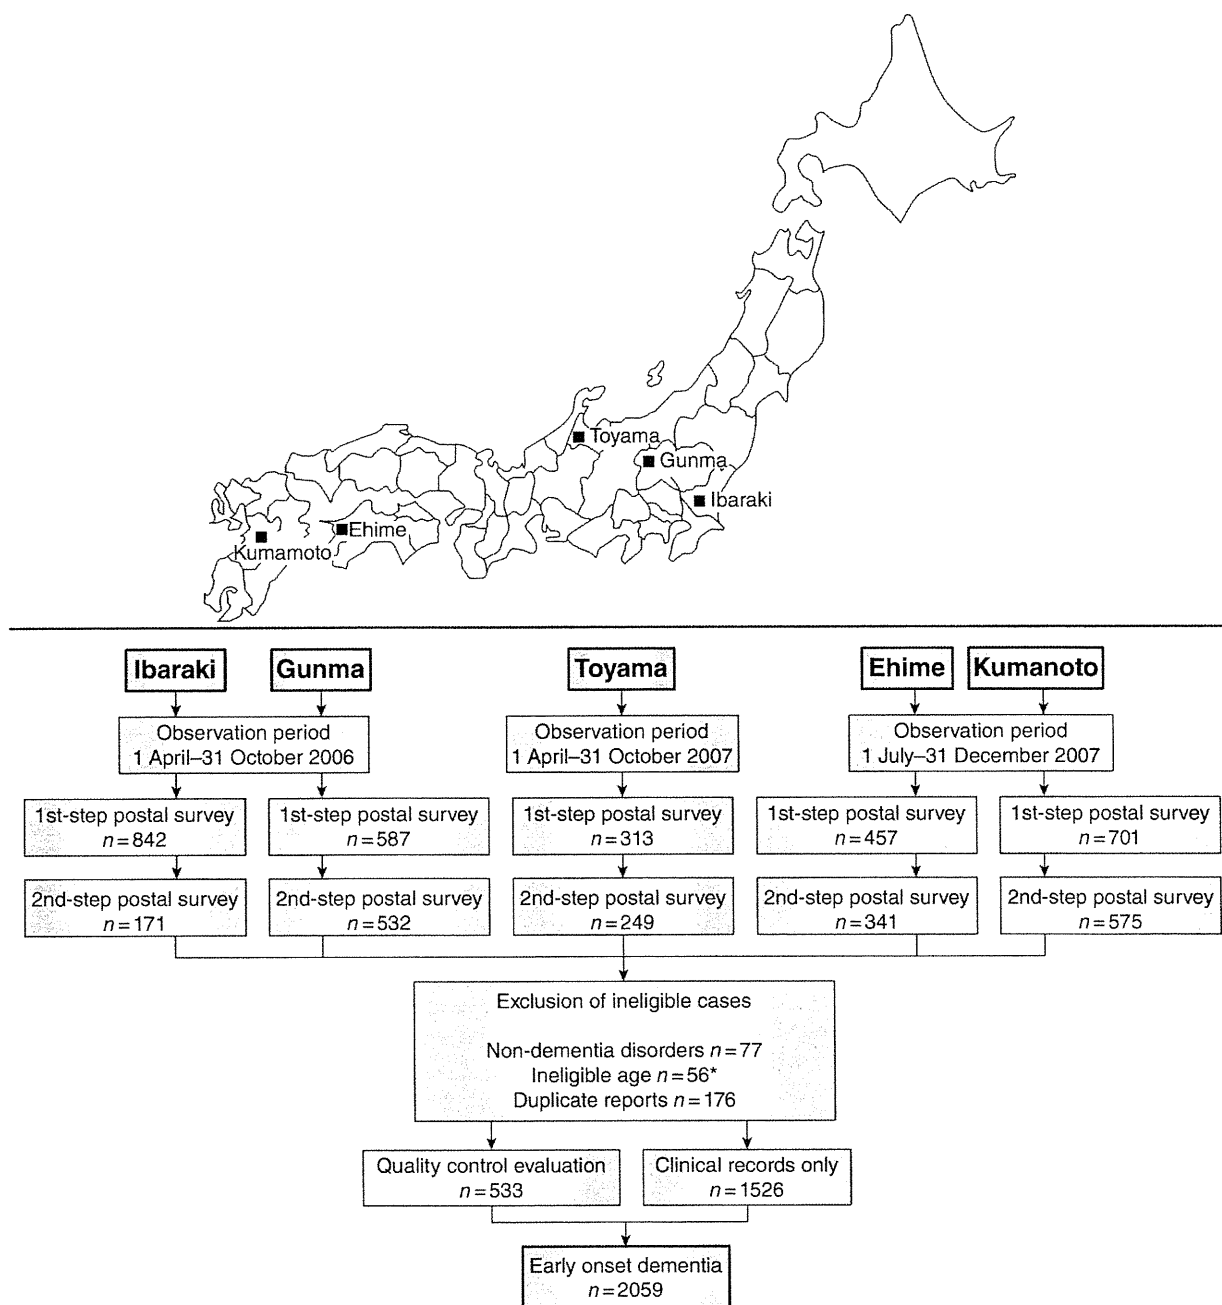 Toyama
Gunma
Ibaraki
Ehime
Kumamoto
Ibaraki
Gunma
Toyama
Ehime
Kumanoto
Observation period
1 April–31 October 2006
Observation period
1 April–31 October 2007
Observation period
1 July–31 December 2007
1st-step postal survey
n=842
1st-step postal survey
n=587
1st-step postal survey
n=313
1st-step postal survey
n=457
1st-step postal survey
n=701
2nd-step postal survey
n=171
2nd-step postal survey
n=532
2nd-step postal survey
n=249
2nd-step postal survey
n=341
2nd-step postal survey
n=575
Exclusion of ineligible cases
Non-dementia disorders n=77
Ineligible age n=56*
Duplicate reports n=176
Quality control evaluation
n=533
Clinical records only
n=1526
Early onset dementia
n=2059